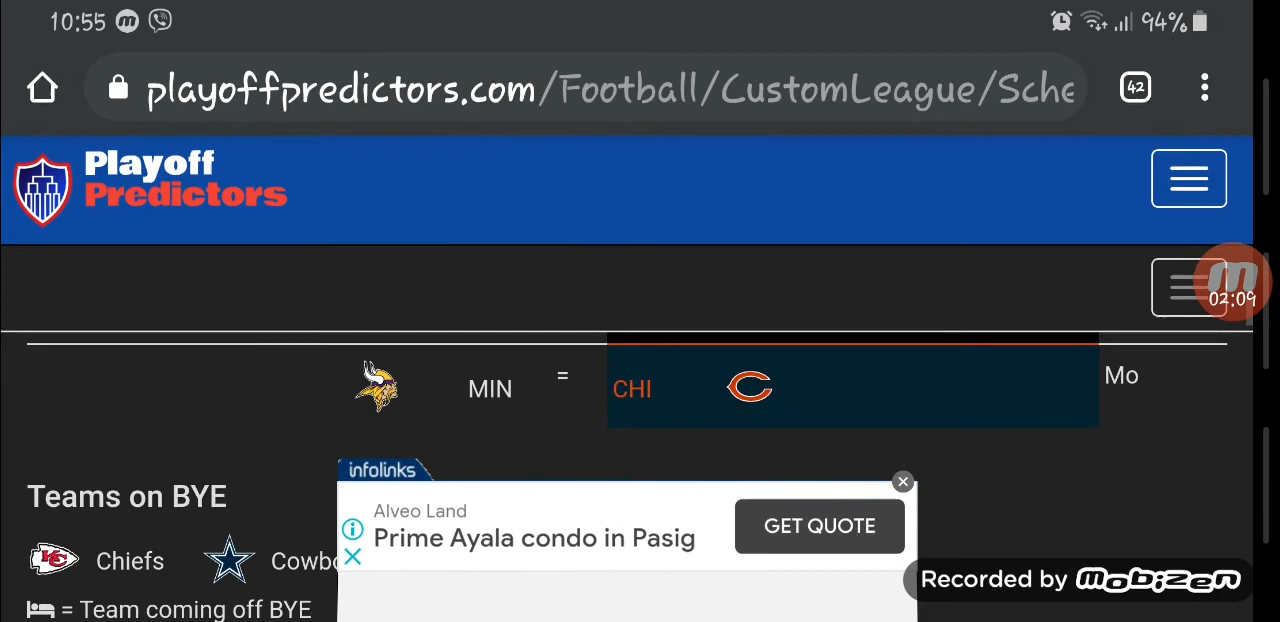 10:55 94%
playoffpredictors.com/Football/CustomLeague/Sche 42
Playoff
Predictors
02:09
MIN = CHI Mo
infolinks
Teams on BYE
Alveo Land
Prime Ayala condo in Pasig
GET QUOTE
Chiefs Cowbo
Recorded by mobizen
= Team coming off BYE